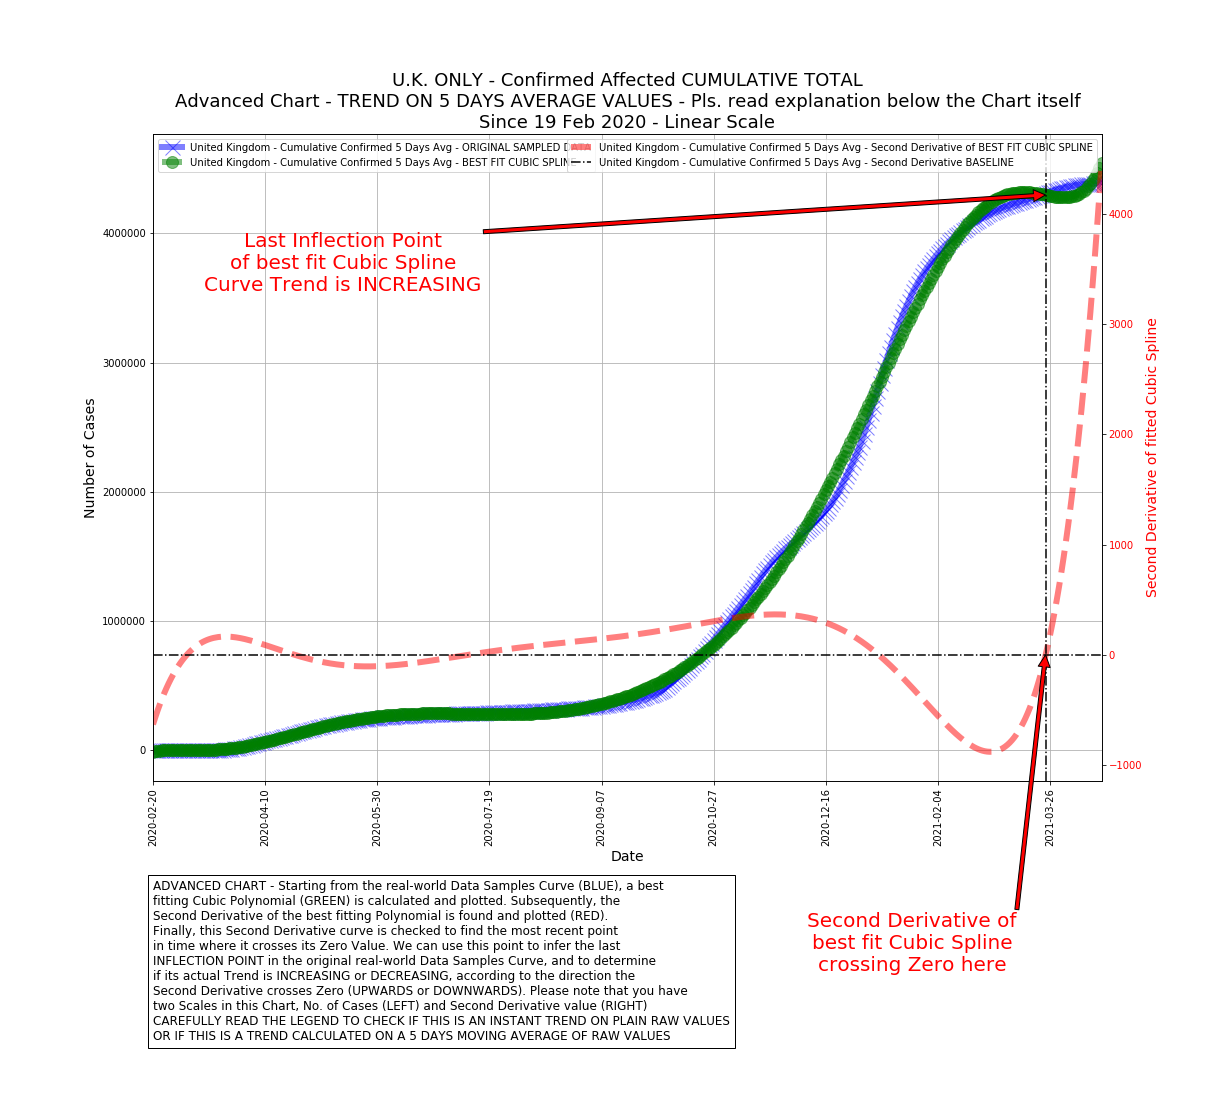 U.K. ONLY - Confirmed Affected CUMULATIVE TOTAL
Advanced Chart - TREND ON 5 DAYS AVERAGE VALUES - Pls. read explanation below the Chart itself
Since 19 Feb 2020 - Linear Scale
United Kingdom - Cumulative Confirmed 5 Days Avg - ORIGINAL SAMPLED DATA
United Kingdom - Cumulative Confirmed 5 Days Avg - BEST FIT CUBIC SPLINE
United Kingdom - Cumulative Confirmed 5 Days Avg - Second Derivative of BEST FIT CUBIC SPLINE
United Kingdom - Cumulative Confirmed 5 Days Avg - Second Derivative BASELINE
Last Inflection Point
of best fit Cubic Spline
Curve Trend is INCREASING
Number of Cases
4000000
3000000
2000000
1000000
0
Second Derivative of fitted Cubic Spline
4000
3000
2000
1000
0
−1000
2020-02-20
2020-04-10
2020-05-30
2020-07-19
2020-09-07
2020-10-27
2020-12-16
2021-02-04
2021-03-26
Date
ADVANCED CHART - Starting from the real-world Data Samples Curve (BLUE), a best
fitting Cubic Polynomial (GREEN) is calculated and plotted. Subsequently, the
Second Derivative of the best fitting Polynomial is found and plotted (RED).
Finally, this Second Derivative curve is checked to find the most recent point
in time where it crosses its Zero Value. We can use this point to infer the last
INFLECTION POINT in the original real-world Data Samples Curve, and to determine
if its actual Trend is INCREASING or DECREASING, according to the direction the
Second Derivative crosses Zero (UPWARDS or DOWNWARDS). Please note that you have
two Scales in this Chart, No. of Cases (LEFT) and Second Derivative value (RIGHT)
CAREFULLY READ THE LEGEND TO CHECK IF THIS IS AN INSTANT TREND ON PLAIN RAW VALUES
OR IF THIS IS A TREND CALCULATED ON A 5 DAYS MOVING AVERAGE OF RAW VALUES
Second Derivative of
best fit Cubic Spline
crossing Zero here